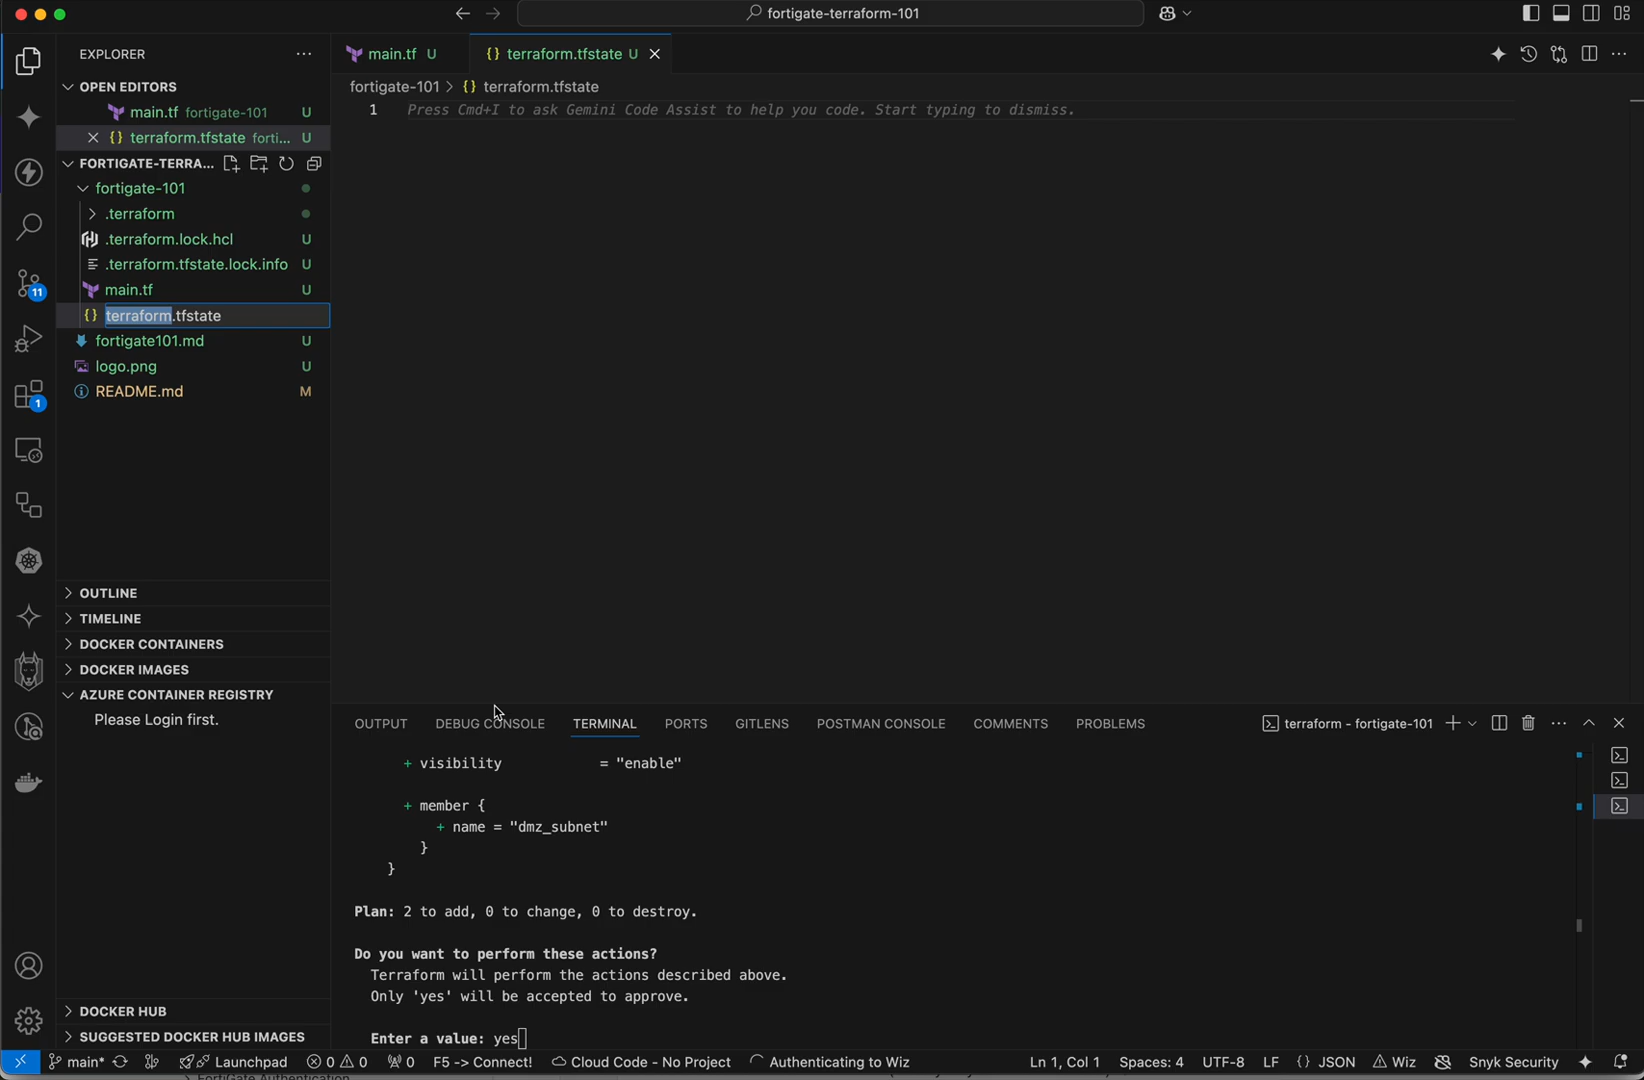 fortigate-terraform-101
EXPLORER
main.tf U
terraform.tfstate U
OPEN EDITORS
fortigate-101 > terraform.tfstate
main.tf fortigate-101 U
1 Press Cmd+I to ask Gemini Code Assist to help you code. Start typing to dismiss.
terraform.tfstate forti... U
FORTIGATE-TERRA...
fortigate-101
.terraform
.terraform.lock.hcl U
.terraform.tfstate.lock.info U
main.tf U
terraform.tfstate
fortigate101.md U
logo.png U
README.md M
11
1
OUTLINE
TIMELINE
DOCKER CONTAINERS
DOCKER IMAGES
AZURE CONTAINER REGISTRY
Please Login first.
DOCKER HUB
SUGGESTED DOCKER HUB IMAGES
OUTPUT DEBUG CONSOLE TERMINAL PORTS GITLENS POSTMAN CONSOLE COMMENTS PROBLEMS terraform - fortigate-101
+ visibility = "enable"
+ member {
+ name = "dmz_subnet"
}
}
Plan: 2 to add, 0 to change, 0 to destroy.
Do you want to perform these actions?
Terraform will perform the actions described above.
Only 'yes' will be accepted to approve.
Enter a value: yes
main* Launchpad 0 0 0 F5 -> Connect! Cloud Code - No Project Authenticating to Wiz Ln 1, Col 1 Spaces: 4 UTF-8 LF {} JSON Wiz Snyk Security